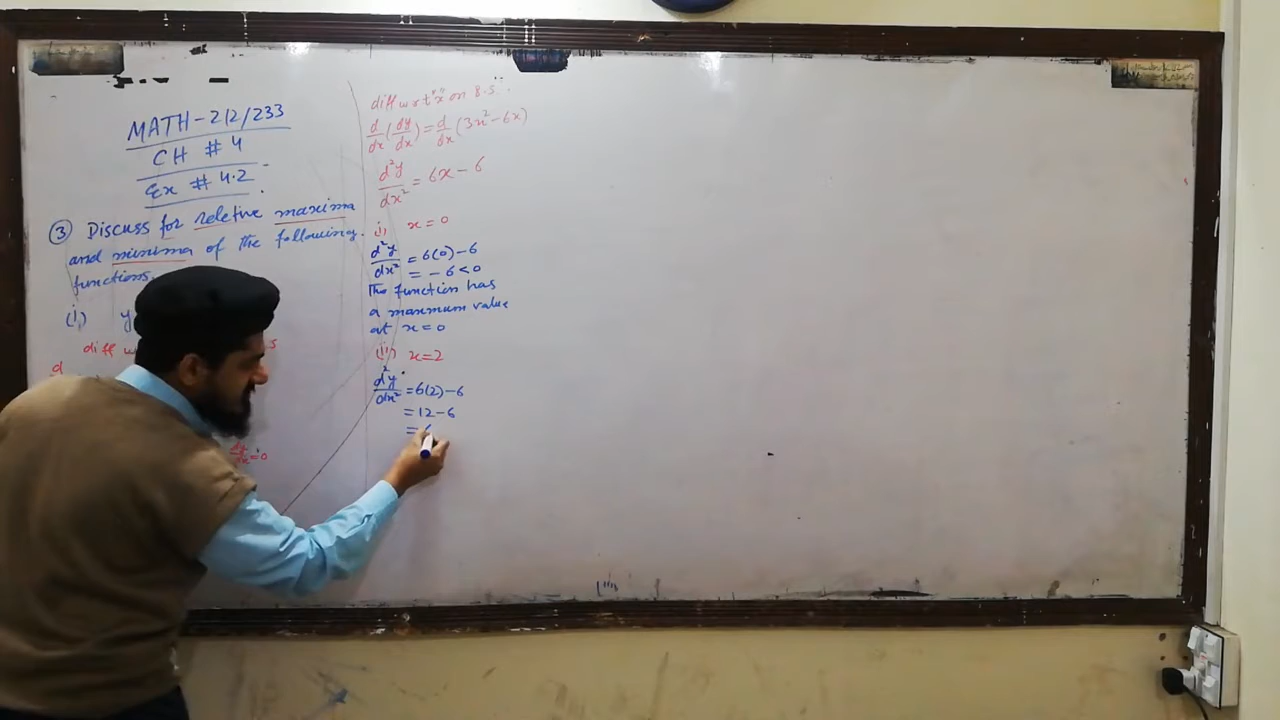 MATH-212/233
CH # 4
Ex # 4.2
③ Discuss for reletive maxima
and minima of the following
functions.
(i) y
diff w
d
dy/dx = 0
diff w.r.t "x" on B.S.
d/dx (dy/dx) = d/dx (3x² - 6x)
d²y/dx² = 6x - 6
i, x = 0
d²y/dx² = 6(0) - 6
= -6 < 0
The function has
a maximum value
at x = 0
(ii) x = 2
d²y/dx² = 6(2) - 6
= 12 - 6
= 6